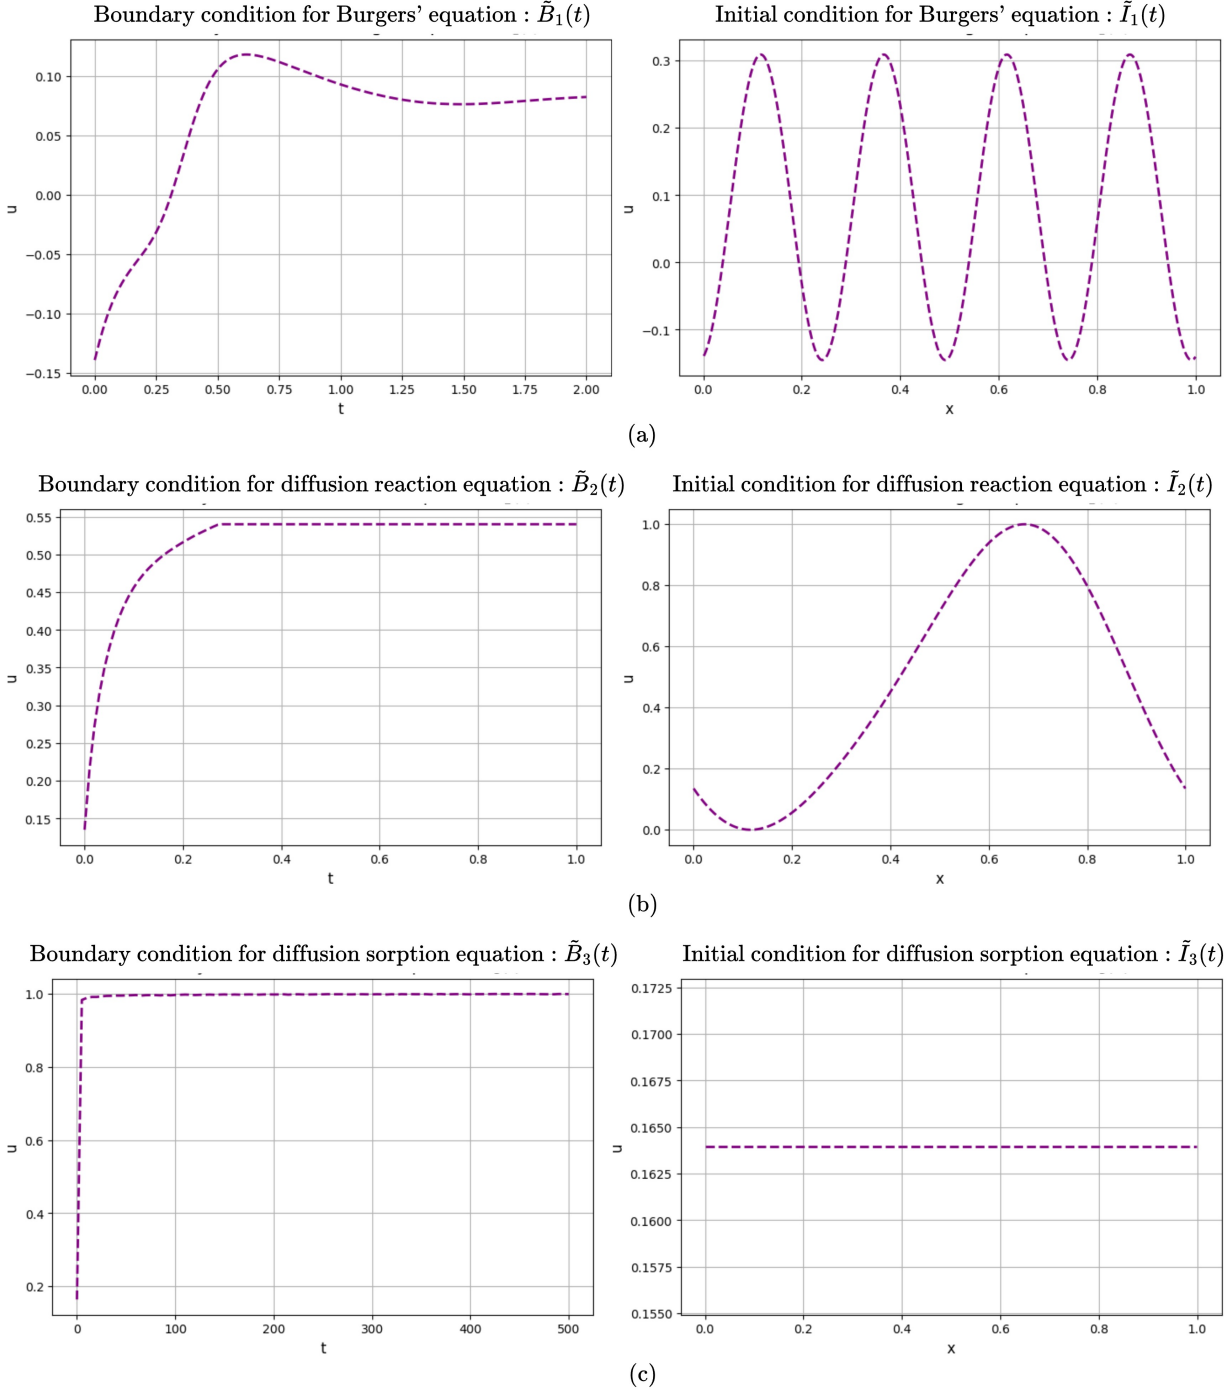 Boundary condition for Burgers' equation : B̃₁(t)
Initial condition for Burgers' equation : Ĩ₁(t)
0.10
0.05
0.00
−0.05
−0.10
−0.15
u
0.00 0.25 0.50 0.75 1.00 1.25 1.50 1.75 2.00
t
0.3
0.2
0.1
0.0
−0.1
u
0.0 0.2 0.4 0.6 0.8 1.0
x
(a)
Boundary condition for diffusion reaction equation : B̃₂(t)
Initial condition for diffusion reaction equation : Ĩ₂(t)
0.55
0.50
0.45
0.40
0.35
0.30
0.25
0.20
0.15
u
0.0 0.2 0.4 0.6 0.8 1.0
t
1.0
0.8
0.6
0.4
0.2
0.0
u
0.0 0.2 0.4 0.6 0.8 1.0
x
(b)
Boundary condition for diffusion sorption equation : B̃₃(t)
Initial condition for diffusion sorption equation : Ĩ₃(t)
1.0
0.8
0.6
0.4
0.2
u
0 100 200 300 400 500
t
0.1725
0.1700
0.1675
0.1650
0.1625
0.1600
0.1575
0.1550
u
0.0 0.2 0.4 0.6 0.8 1.0
x
(c)